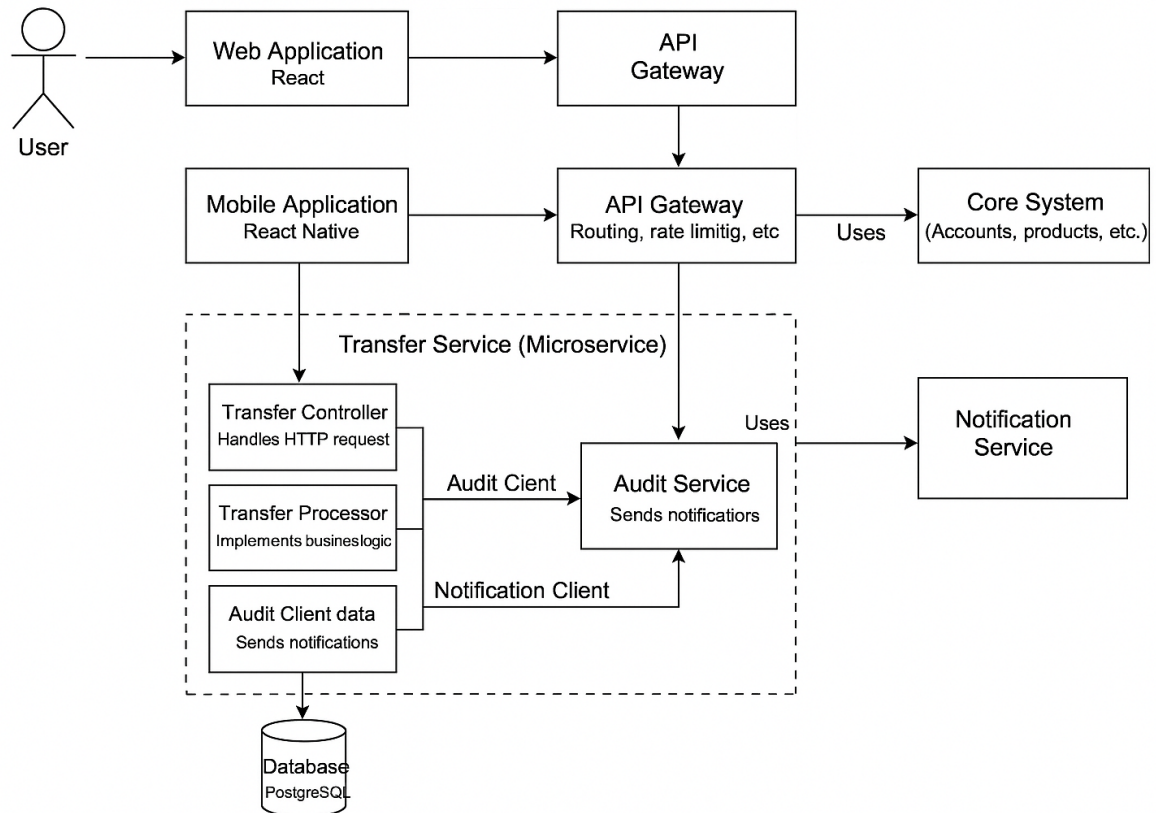 User
Web Application
React
API
Gateway
Mobile Application
React Native
API Gateway
Routing, rate limitig, etc
Uses
Core System
(Accounts, products, etc.)
Transfer Service (Microservice)
Transfer Controller
Handles HTTP request
Transfer Processor
Implements busineslogic
Audit Client data
Sends notifications
Audit Cient
Notification Client
Audit Service
Sends notificatiors
Uses
Notification
Service
Database
PostgreSQL